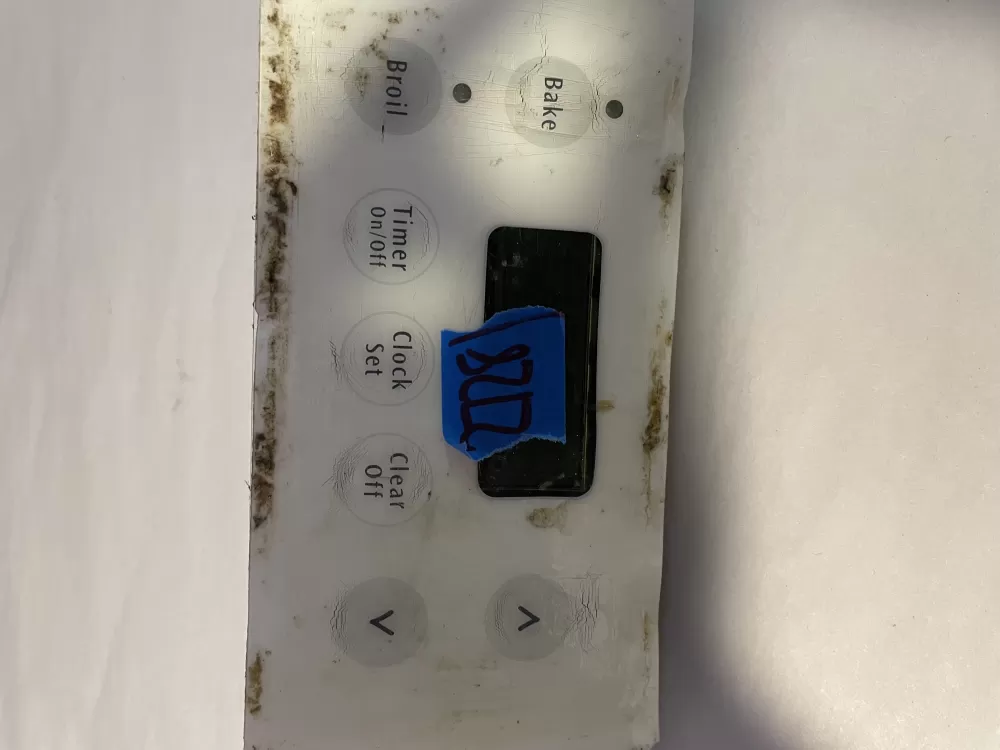 Bake
Broil
Timer
On/Off
Clock
Set
Clear
Off